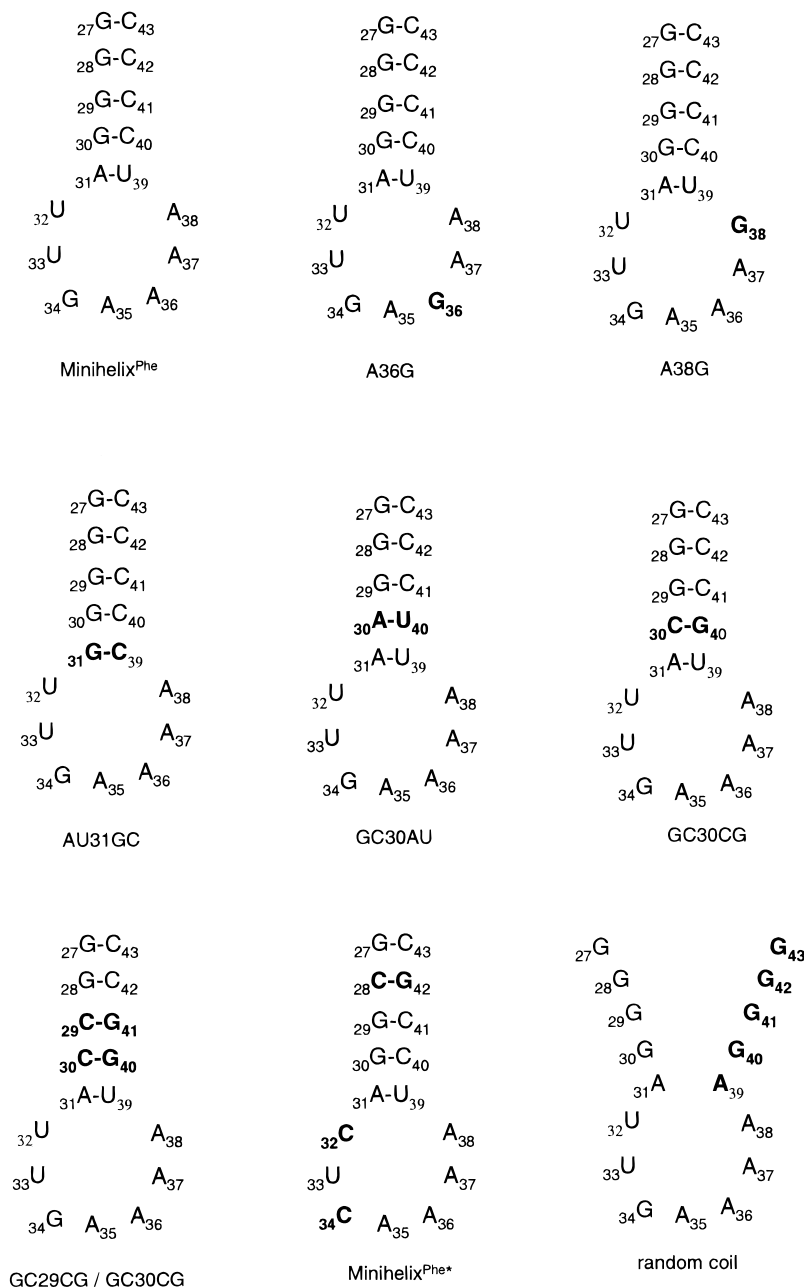 27G-C43 27G-C43 27G-C43
28G-C42 28G-C42 28G-C42
29G-C41 29G-C41 29G-C41
30G-C40 30G-C40 30G-C40
31A-U39 31A-U39 31A-U39
32U A38 32U A38 32U G38
33U A37 33U A37 33U A37
34G A35 A36 34G A35 G36 34G A35 A36
MinihelixPhe A36G A38G
27G-C43 27G-C43 27G-C43
28G-C42 28G-C42 28G-C42
29G-C41 29G-C41 29G-C41
30G-C40 30A-U40 30C-G40
31G-C39 31A-U39 31A-U39
32U A38 32U A38 32U A38
33U A37 33U A37 33U A37
34G A35 A36 34G A35 A36 34G A35 A36
AU31GC GC30AU GC30CG
27G-C43 27G-C43 27G G43
28G-C42 28C-G42 28G G42
29C-G41 29G-C41 29G G41
30C-G40 30G-C40 30G G40
31A-U39 31A-U39 31A A39
32U A38 32C A38 32U A38
33U A37 33U A37 33U A37
34G A35 A36 34C A35 A36 34G A35 A36
GC29CG / GC30CG MinihelixPhe* random coil